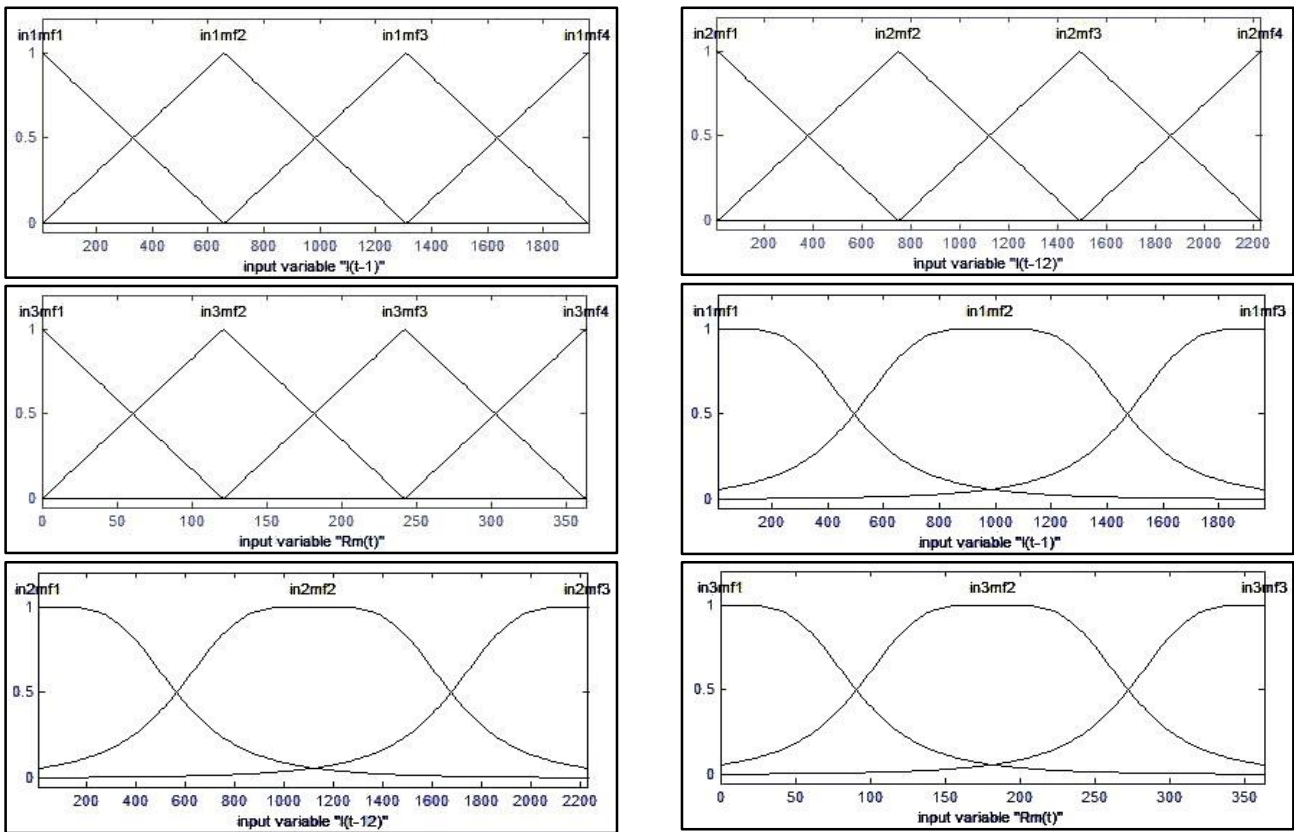 in1mf1 in1mf2 in1mf3 in1mf4
1
0.5
0
200 400 600 800 1000 1200 1400 1600 1800
input variable "I(t-1)"
in2mf1 in2mf2 in2mf3 in2mf4
1
0.5
0
200 400 600 800 1000 1200 1400 1600 1800 2000 2200
input variable "I(t-12)"
in3mf1 in3mf2 in3mf3 in3mf4
1
0.5
0
0 50 100 150 200 250 300 350
input variable "Rm(t)"
in1mf1 in1mf2 in1mf3
1
0.5
0
200 400 600 800 1000 1200 1400 1600 1800
input variable "I(t-1)"
in2mf1 in2mf2 in2mf3
1
0.5
0
200 400 600 800 1000 1200 1400 1600 1800 2000 2200
input variable "I(t-12)"
in3mf1 in3mf2 in3mf3
1
0.5
0
0 50 100 150 200 250 300 350
input variable "Rm(t)"